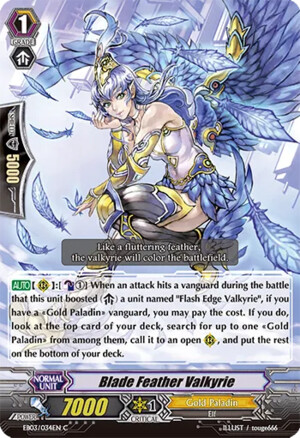 1
GRADE
5000
Like a fluttering feather,
the valkyrie will color the battlefield.
AUTO [ ]:[ (1)] When an attack hits a vanguard during the battle
that this unit boosted ( ) a unit named "Flash Edge Valkyrie", if you
have a «Gold Paladin» vanguard, you may pay the cost. If you do,
look at the top card of your deck, search for up to one «Gold
Paladin» from among them, call it to an open , and put the rest
on the bottom of your deck.
NORMAL
UNIT
Blade Feather Valkyrie
POWER
7000
1
CRITICAL
Gold Paladin
Elf
EB03/034EN C
ILLUST / touge666